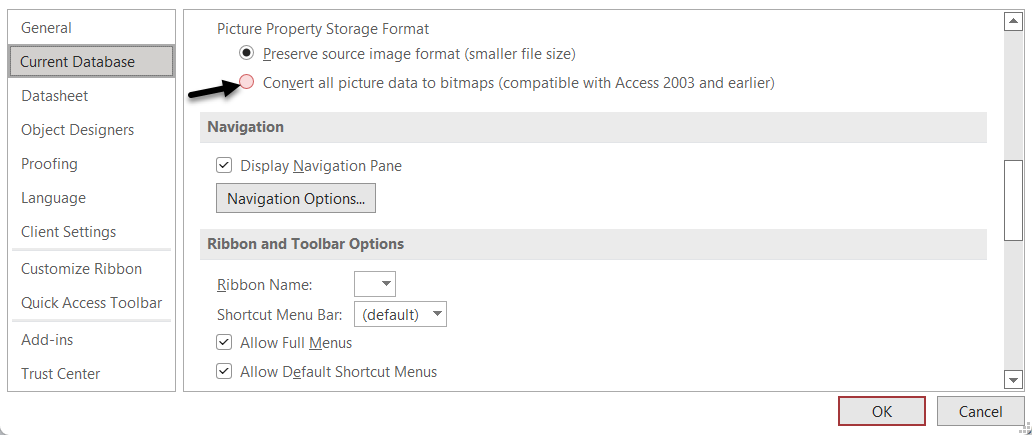 General
Current Database
Datasheet
Object Designers
Proofing
Language
Client Settings
Customize Ribbon
Quick Access Toolbar
Add-ins
Trust Center
Picture Property Storage Format
Preserve source image format (smaller file size)
Convert all picture data to bitmaps (compatible with Access 2003 and earlier)
Navigation
Display Navigation Pane
Navigation Options...
Ribbon and Toolbar Options
Ribbon Name:
Shortcut Menu Bar: (default)
Allow Full Menus
Allow Default Shortcut Menus
OK Cancel